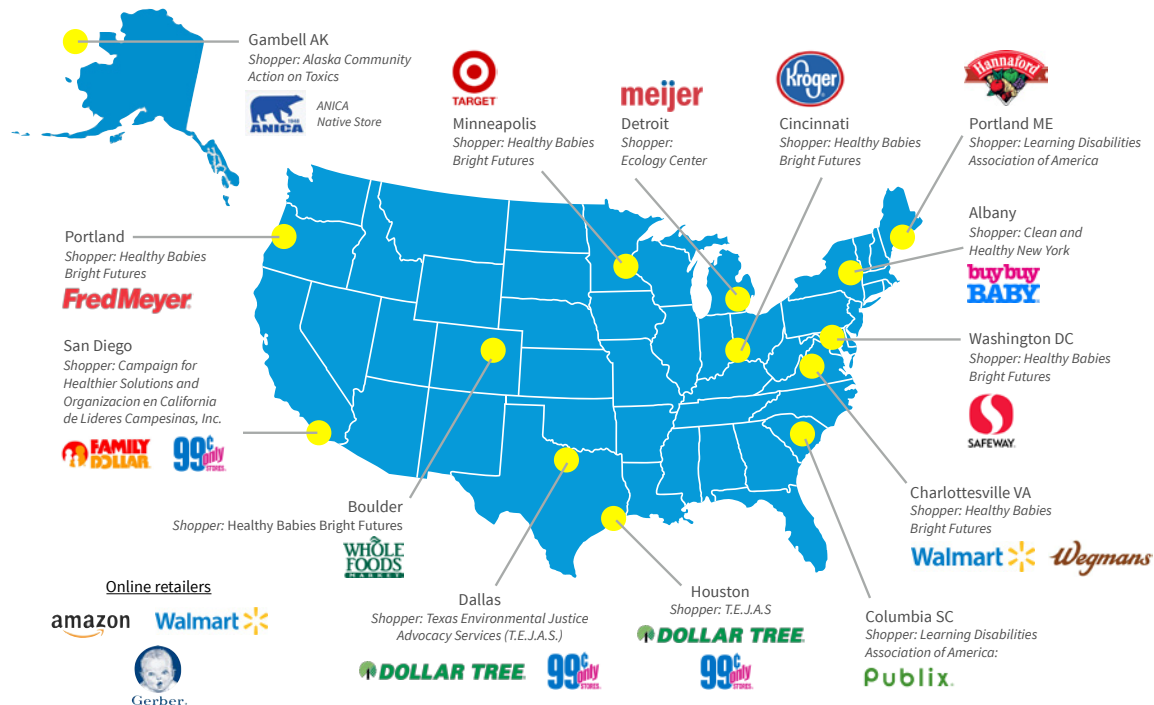 Gambell AK
Shopper: Alaska Community
Action on Toxics
1948
ANICA
ANICA
Native Store
TARGET
Minneapolis
Shopper: Healthy Babies
Bright Futures
meijer
Detroit
Shopper:
Ecology Center
Kroger
Cincinnati
Shopper: Healthy Babies
Bright Futures
Hannaford
Portland ME
Shopper: Learning Disabilities
Association of America
Albany
Shopper: Clean and
Healthy New York
buybuy
BABY
Portland
Shopper: Healthy Babies
Bright Futures
Fred Meyer
San Diego
Shopper: Campaign for
Healthier Solutions and
Organizacion en California
de Lideres Campesinas, Inc.
FAMILY
DOLLAR
99¢ only
STORES
Washington DC
Shopper: Healthy Babies
Bright Futures
SAFEWAY
Boulder
Shopper: Healthy Babies Bright Futures
WHOLE
FOODS
MARKET
Charlottesville VA
Shopper: Healthy Babies
Bright Futures
Walmart
Wegmans
Online retailers
amazon
Walmart
Gerber
Dallas
Shopper: Texas Environmental Justice
Advocacy Services (T.E.J.A.S.)
DOLLAR TREE
99¢ only
STORES
Houston
Shopper: T.E.J.A.S
DOLLAR TREE
99¢ only
STORES
Columbia SC
Shopper: Learning Disabilities
Association of America:
Publix